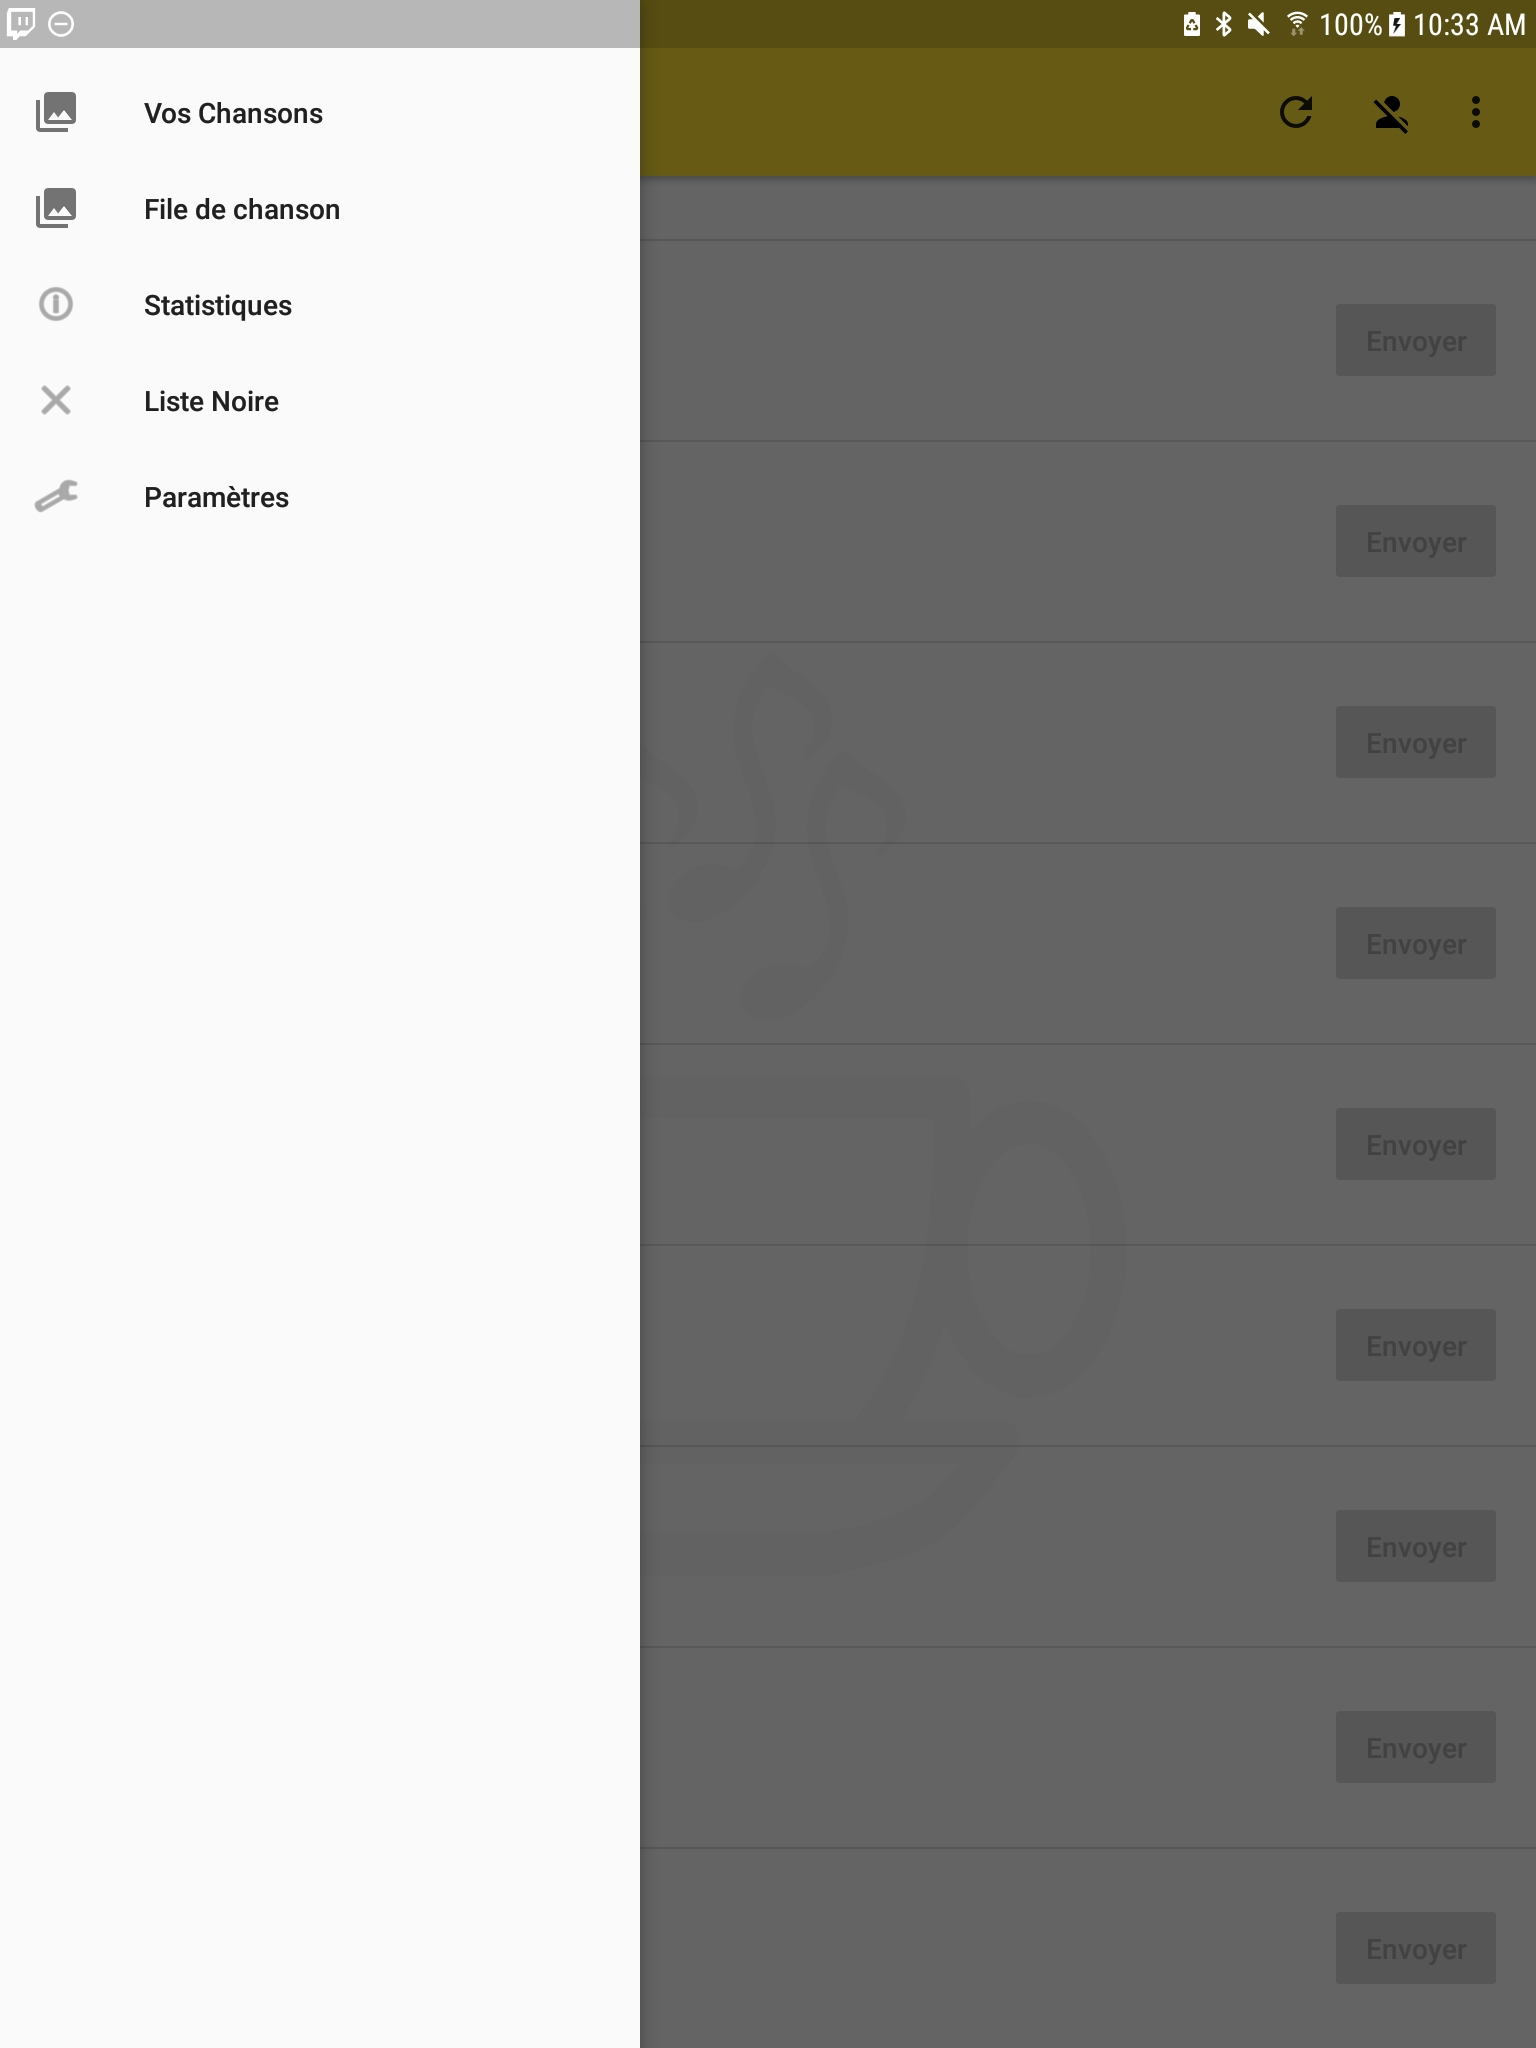 100% 10:33 AM
Vos Chansons
File de chanson
Statistiques
Liste Noire
Paramètres
Envoyer
Envoyer
Envoyer
Envoyer
Envoyer
Envoyer
Envoyer
Envoyer
Envoyer